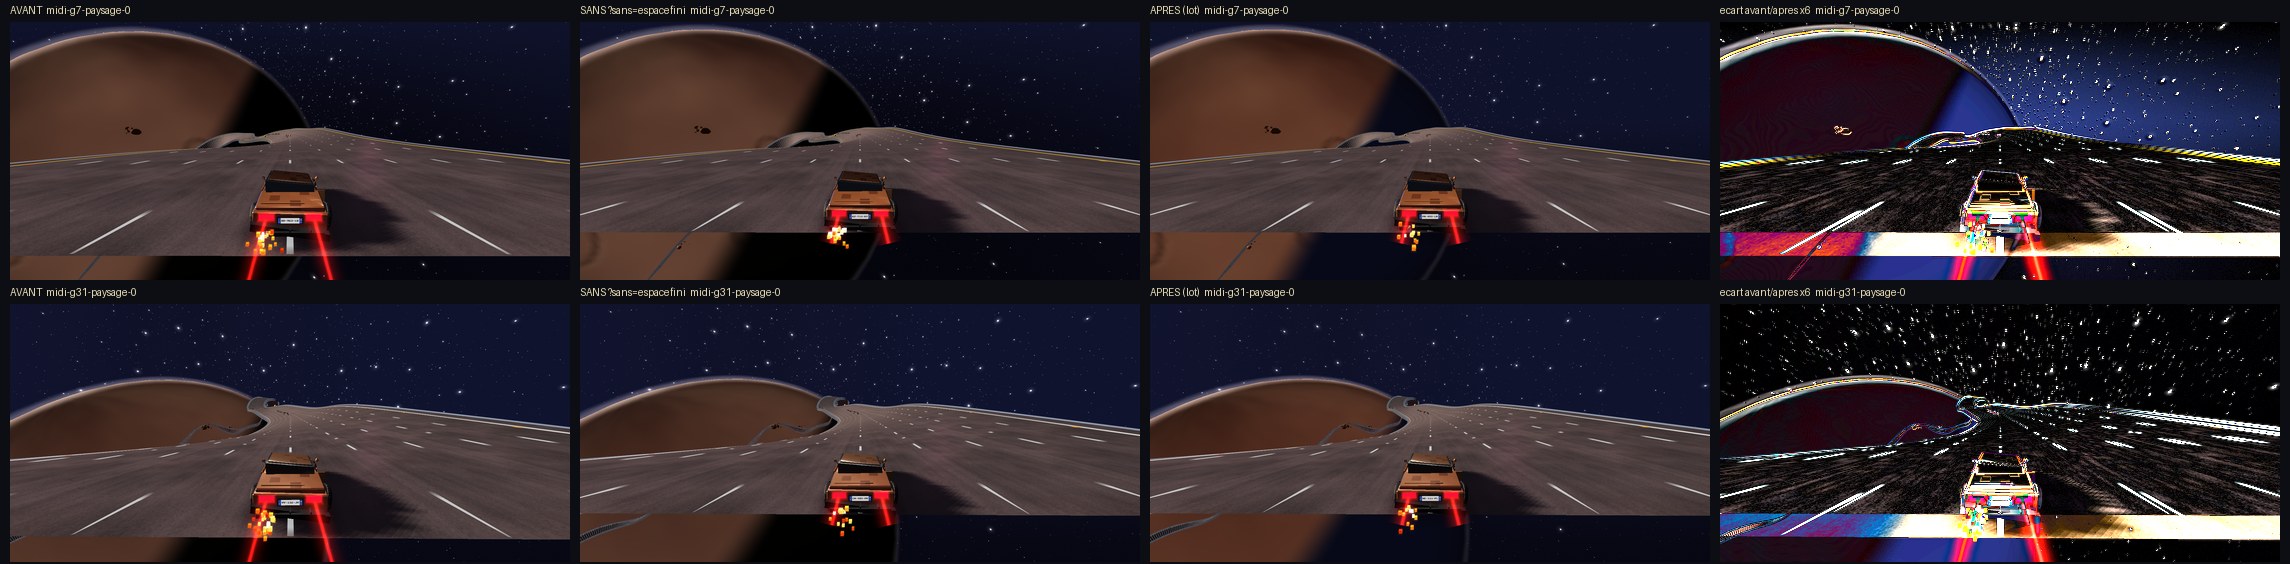 AVANT midi-g7-paysage-0
SANS ?sans=espacefini midi-g7-paysage-0
APRES (lot) midi-g7-paysage-0
ecart avant/apres x6 midi-g7-paysage-0
AVANT midi-g31-paysage-0
SANS ?sans=espacefini midi-g31-paysage-0
APRES (lot) midi-g31-paysage-0
ecart avant/apres x6 midi-g31-paysage-0